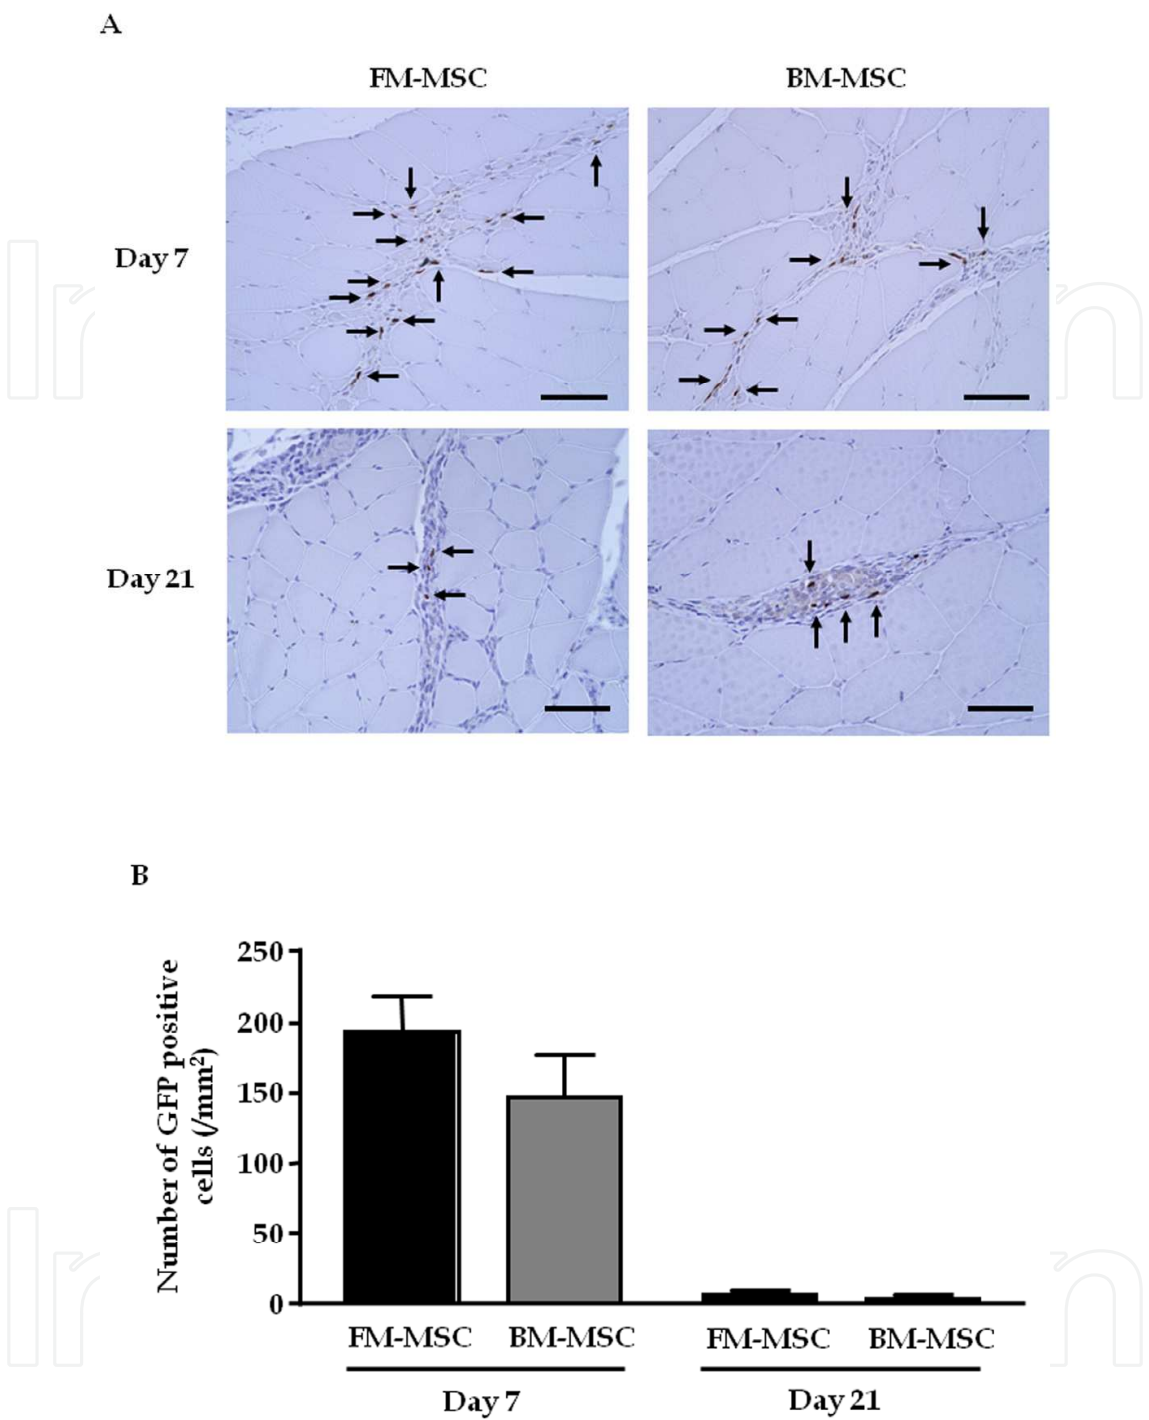 A
FM-MSC
BM-MSC
Day 7
Day 21
B
Number of GFP positive
cells (/mm²)
250
200
150
100
50
0
FM-MSC
BM-MSC
FM-MSC
BM-MSC
Day 7
Day 21